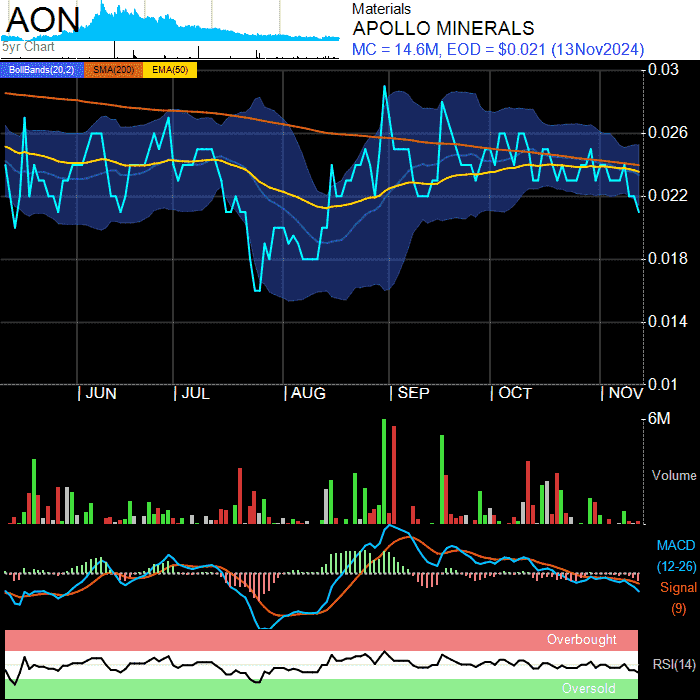 AON
5yr Chart
Materials
APOLLO MINERALS
MC = 14.6M, EOD = $0.021 (13Nov2024)
BollBands(20,2) SMA(200) EMA(50)
0.03
0.026
0.022
0.018
0.014
0.01
| JUN | JUL | AUG | SEP | OCT | NOV
6M
Volume
MACD
(12-26)
Signal
(9)
Overbought
RSI(14)
Oversold